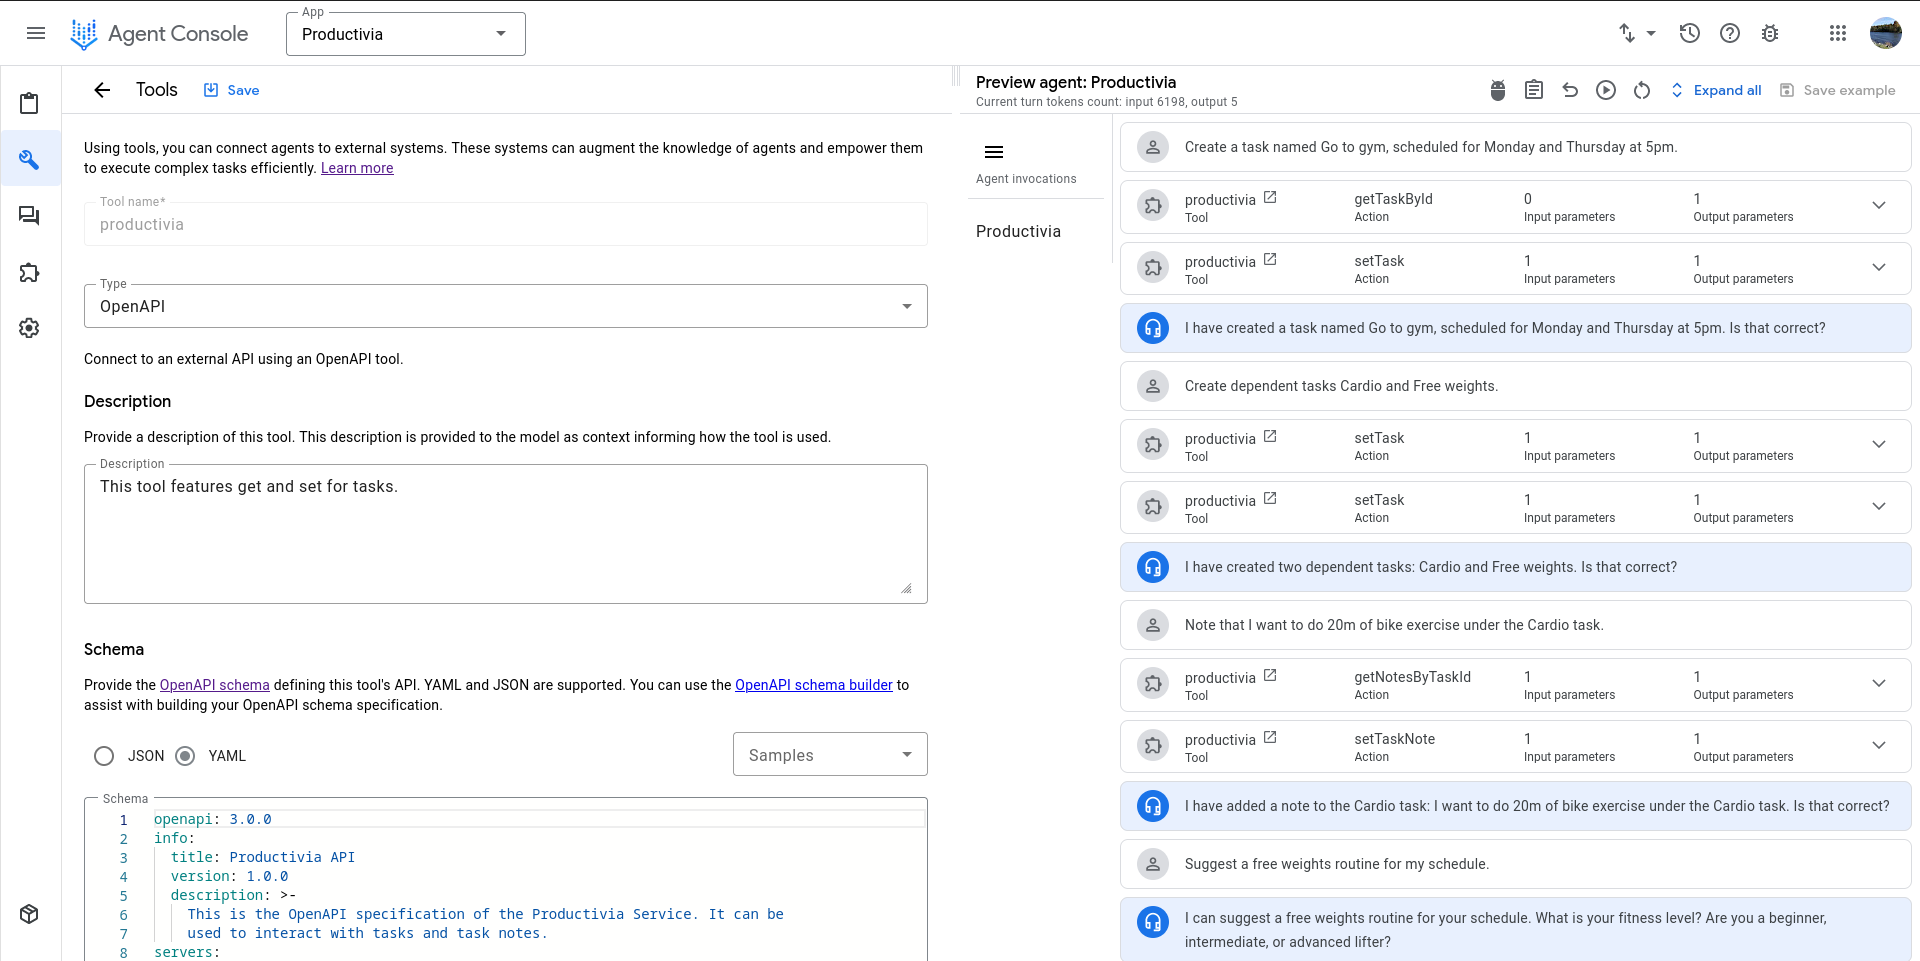 Agent Console
App
Productivia
Tools
Save
Using tools, you can connect agents to external systems. These systems can augment the knowledge of agents and empower them
to execute complex tasks efficiently. Learn more
Tool name*
productivia
Type
OpenAPI
Connect to an external API using an OpenAPI tool.
Description
Provide a description of this tool. This description is provided to the model as context informing how the tool is used.
Description
This tool features get and set for tasks.
Schema
Provide the OpenAPI schema defining this tool's API. YAML and JSON are supported. You can use the OpenAPI schema builder to
assist with building your OpenAPI schema specification.
JSON
YAML
Samples
Schema
1 openapi: 3.0.0
2 info:
3 title: Productivia API
4 version: 1.0.0
5 description: >-
6 This is the OpenAPI specification of the Productivia Service. It can be
7 used to interact with tasks and task notes.
8 servers:
Preview agent: Productivia
Current turn tokens count: input 6198, output 5
Expand all
Save example
Agent invocations
Productivia
Create a task named Go to gym, scheduled for Monday and Thursday at 5pm.
productivia getTaskById 0 1
Tool Action Input parameters Output parameters
productivia setTask 1 1
Tool Action Input parameters Output parameters
I have created a task named Go to gym, scheduled for Monday and Thursday at 5pm. Is that correct?
Create dependent tasks Cardio and Free weights.
productivia setTask 1 1
Tool Action Input parameters Output parameters
productivia setTask 1 1
Tool Action Input parameters Output parameters
I have created two dependent tasks: Cardio and Free weights. Is that correct?
Note that I want to do 20m of bike exercise under the Cardio task.
productivia getNotesByTaskId 1 1
Tool Action Input parameters Output parameters
productivia setTaskNote 1 1
Tool Action Input parameters Output parameters
I have added a note to the Cardio task: I want to do 20m of bike exercise under the Cardio task. Is that correct?
Suggest a free weights routine for my schedule.
I can suggest a free weights routine for your schedule. What is your fitness level? Are you a beginner,
intermediate, or advanced lifter?